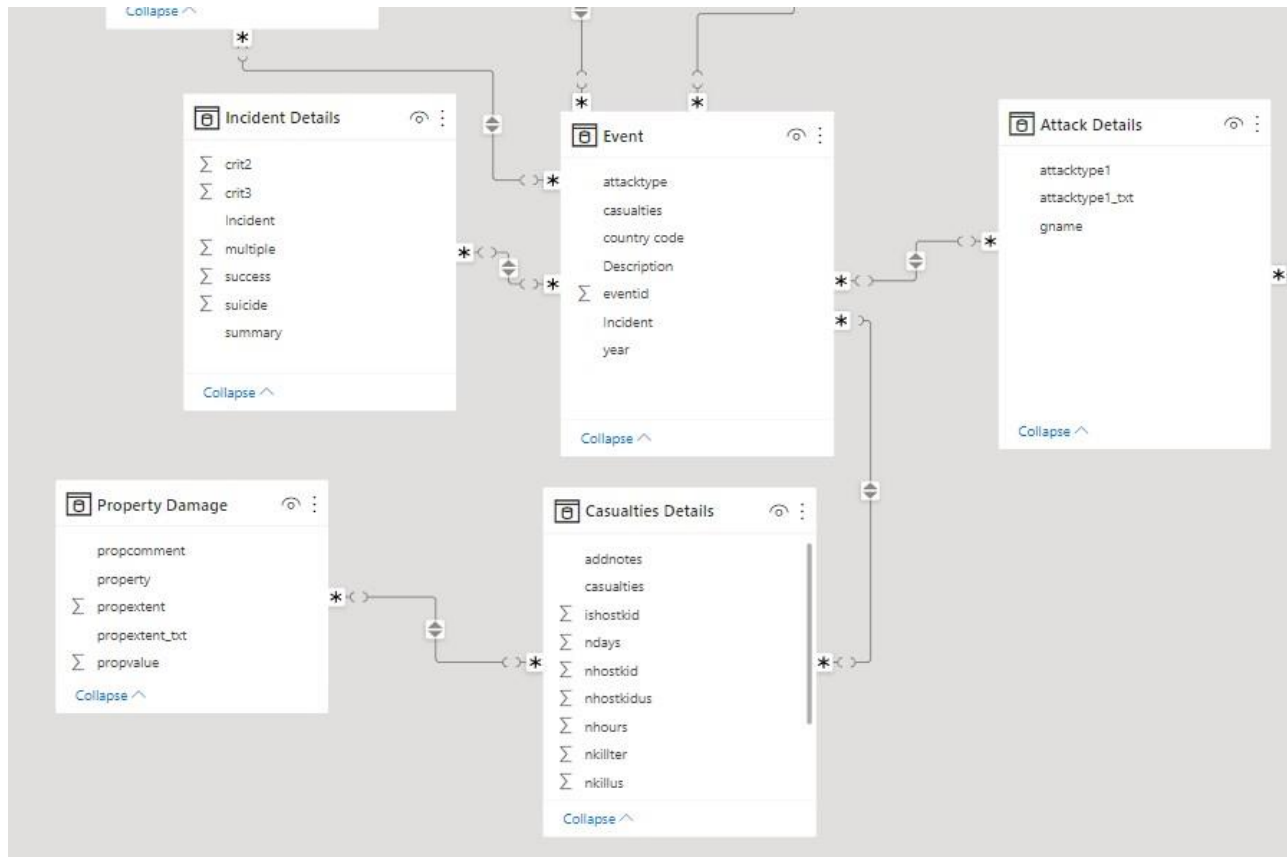 Collapse
Incident Details
crit2
crit3
Incident
multiple
success
suicide
summary
Collapse
Event
attacktype
casualties
country code
Description
eventid
Incident
year
Collapse
Attack Details
attacktype1
attacktype1_txt
gname
Collapse
Property Damage
propcomment
property
propextent
propextent_txt
propvalue
Collapse
Casualties Details
addnotes
casualties
ishostkid
ndays
nhostkid
nhostkidus
nhours
nkillter
nkillus
Collapse